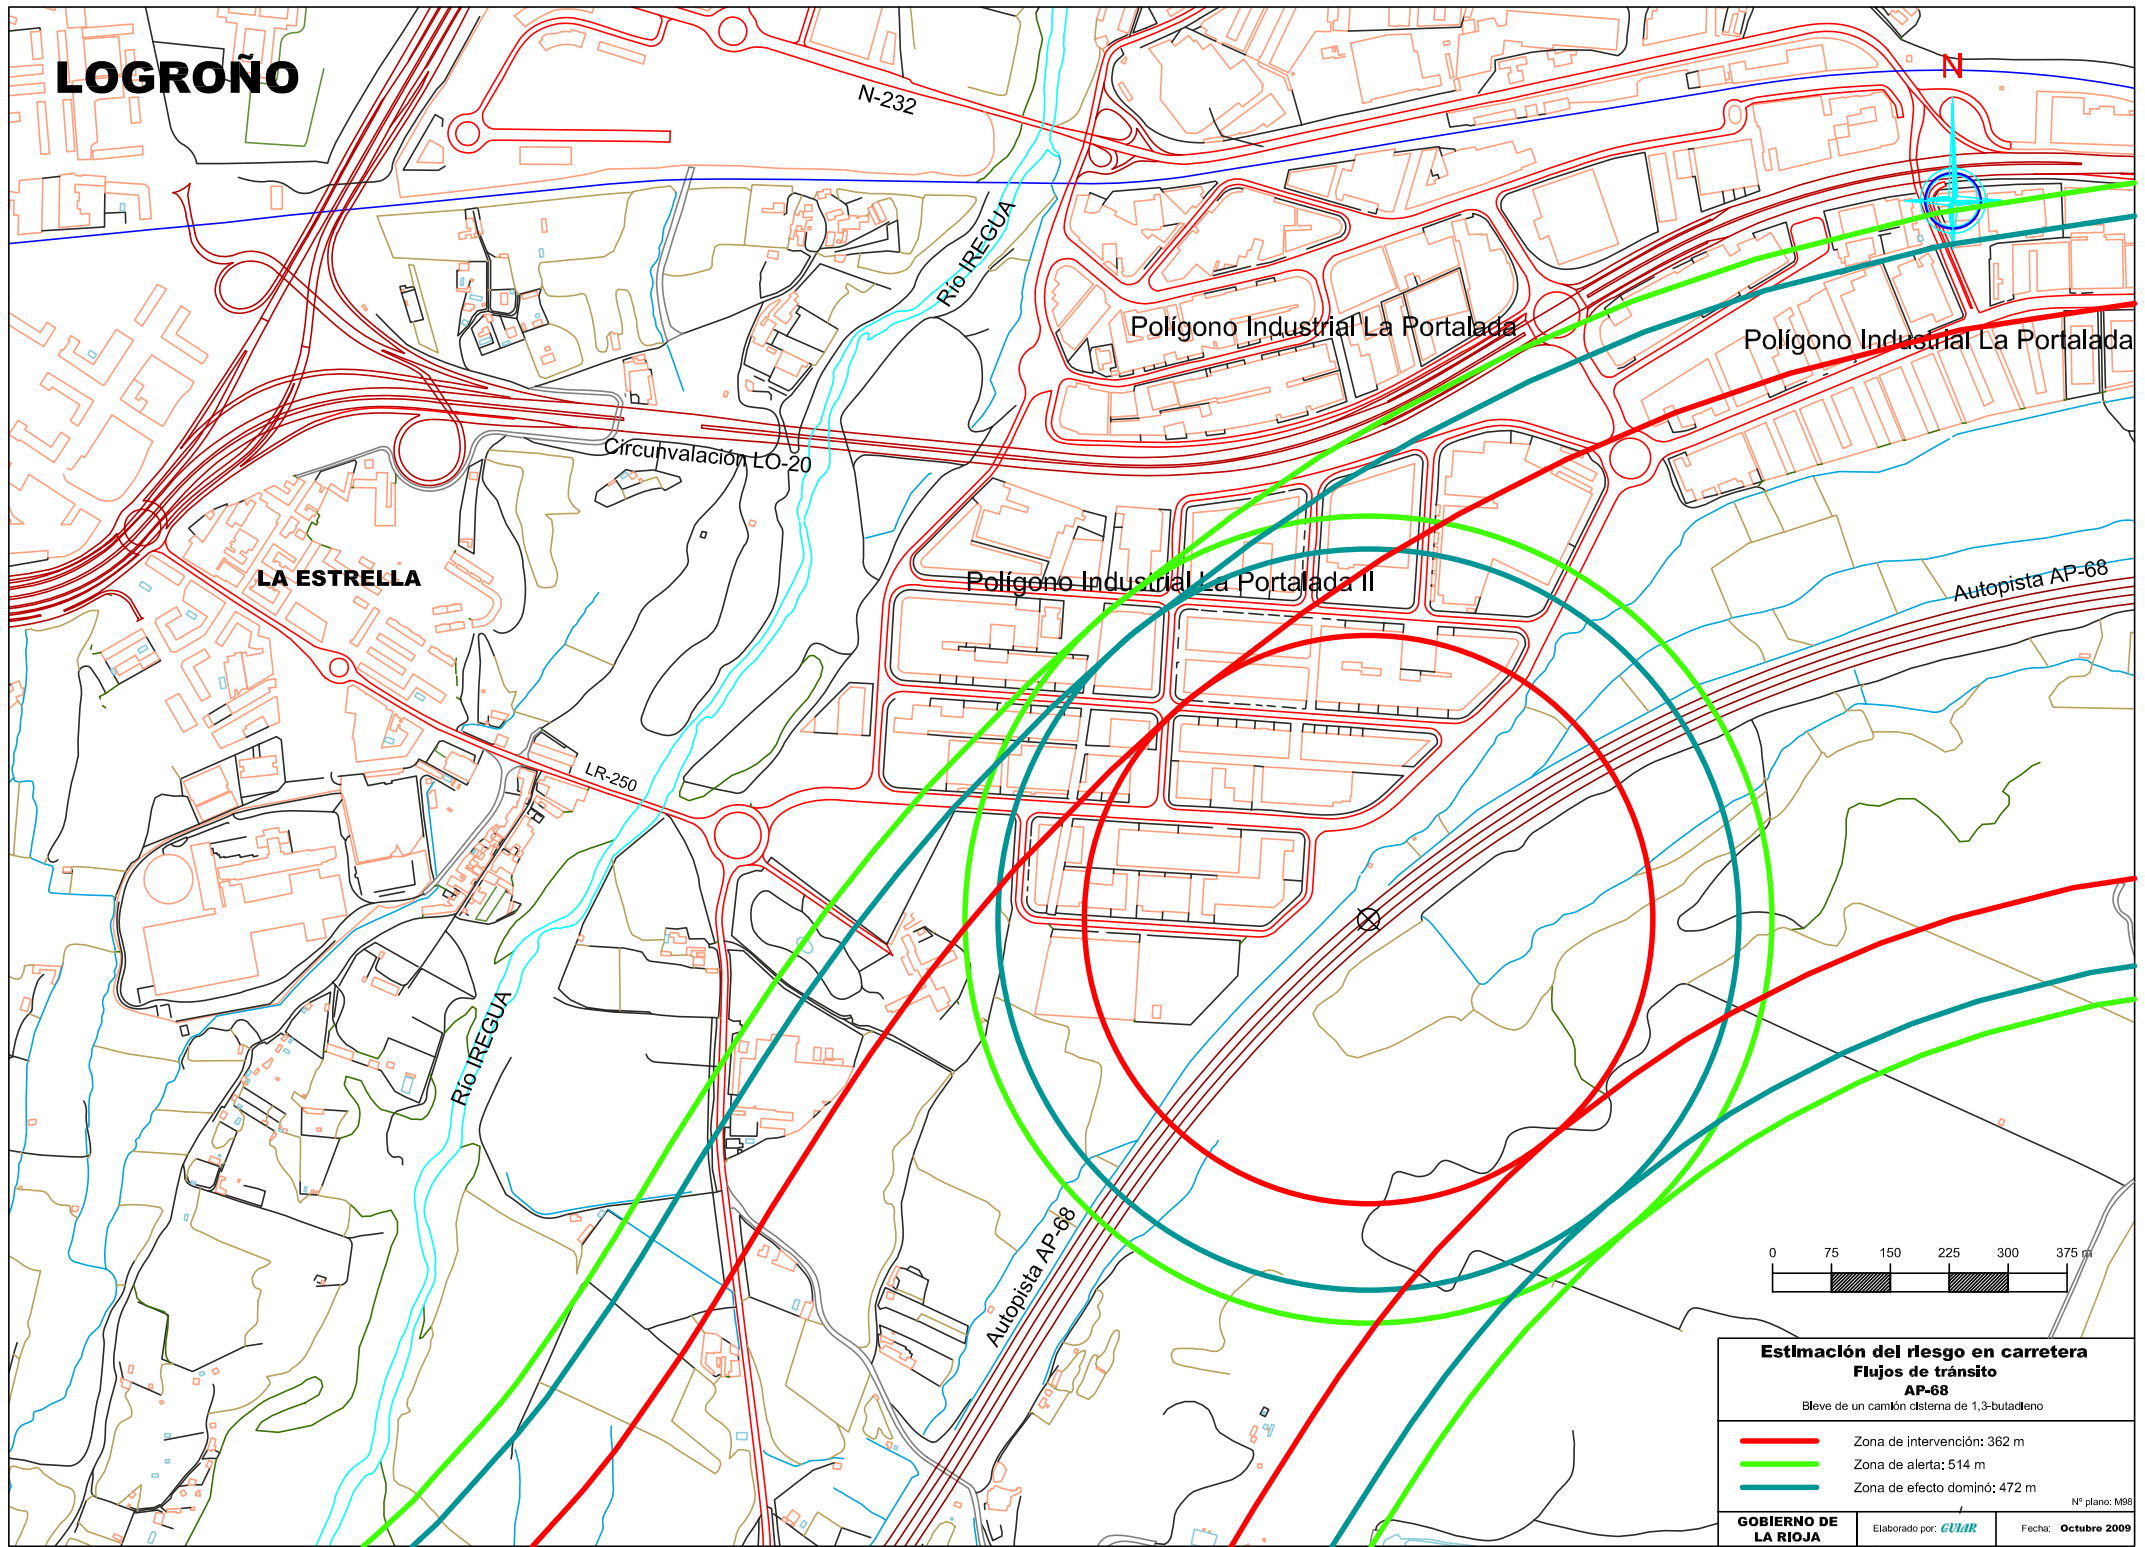 LOGROÑO
N
N-232
Río IREGUA
Polígono Industrial La Portalada
Polígono Industrial La Portalada
Circunvalación LO-20
LA ESTRELLA
Polígono Industrial La Portalada II
Autopista AP-68
LR-250
Río IREGUA
Autopista AP-68
0 75 150 225 300 375 m
Estimación del riesgo en carretera
Flujos de tránsito
AP-68
Bleve de un camión cisterna de 1,3-butadieno
Zona de intervención: 362 m
Zona de alerta: 514 m
Zona de efecto dominó: 472 m
Nº plano: M98
GOBIERNO DE
LA RIOJA
Elaborado por: GUIAR
Fecha: Octubre 2009